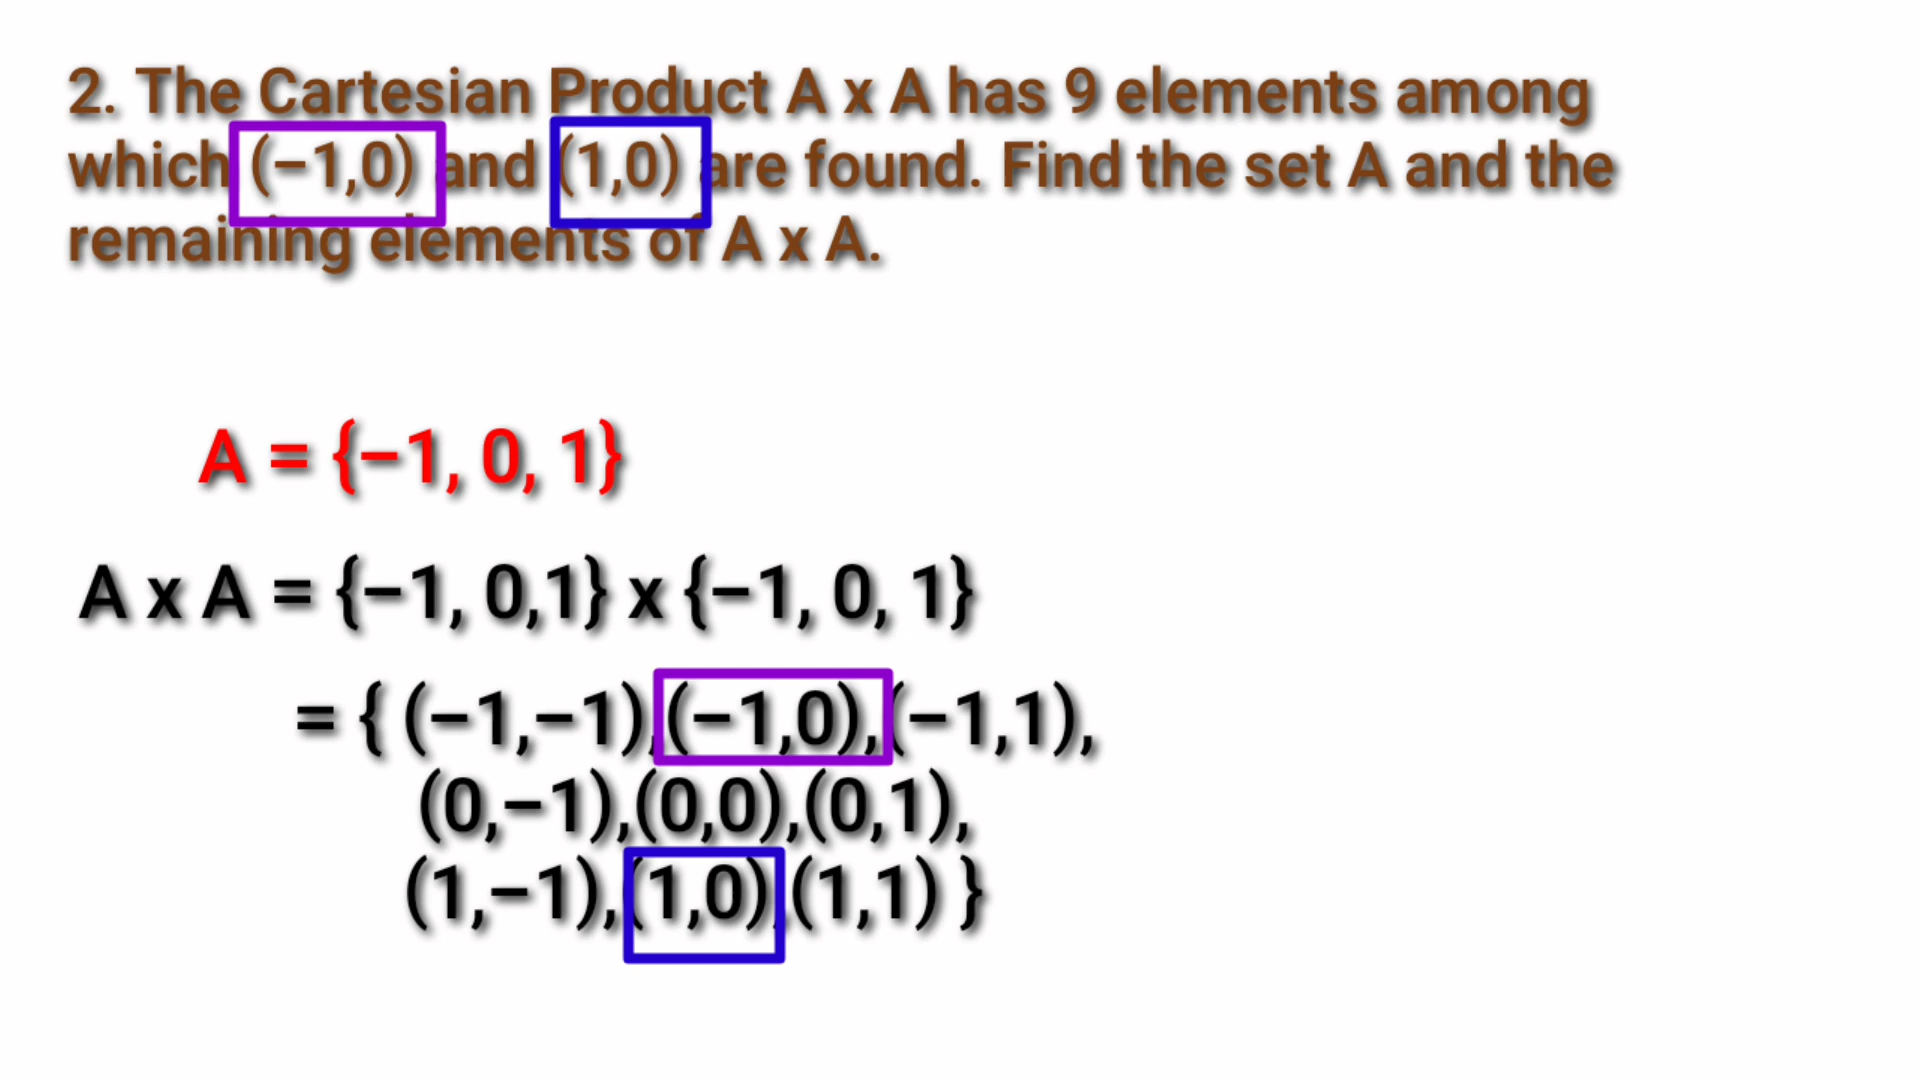 2. The Cartesian Product A x A has 9 elements among
which (−1,0) and (1,0) are found. Find the set A and the
remaining elements of A x A.
A = {−1, 0, 1}
A x A = {−1, 0,1} x {−1, 0, 1}
= { (−1,−1),(−1,0),(−1,1),
(0,−1),(0,0),(0,1),
(1,−1),(1,0),(1,1) }